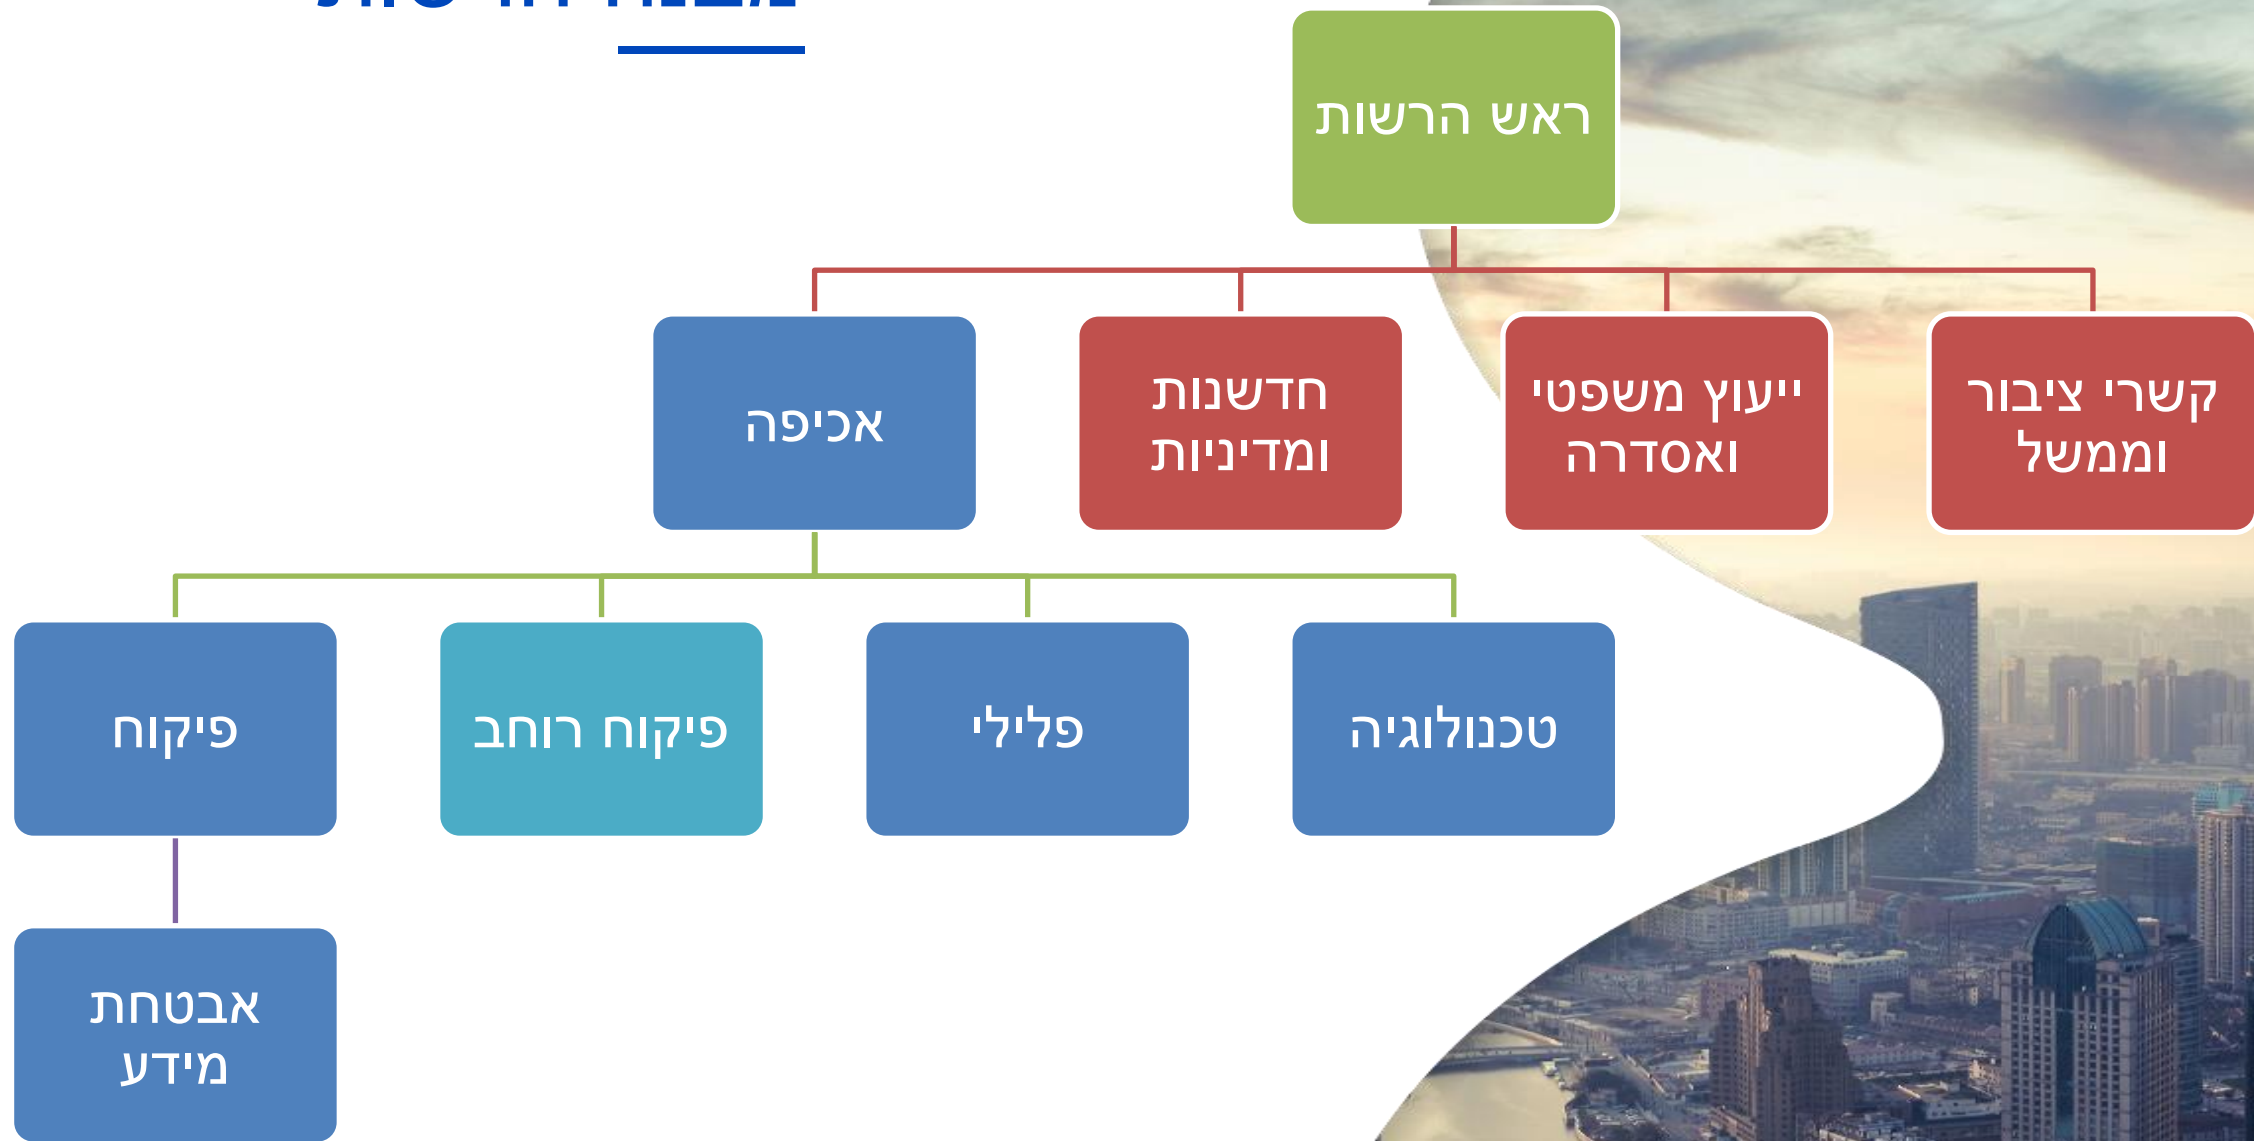 ראש הרשות
קשרי ציבור
וממשל
ייעוץ משפטי
ואסדרה
חדשנות
ומדיניות
אכיפה
טכנולוגיה
פלילי
פיקוח רוחב
פיקוח
אבטחת
מידע